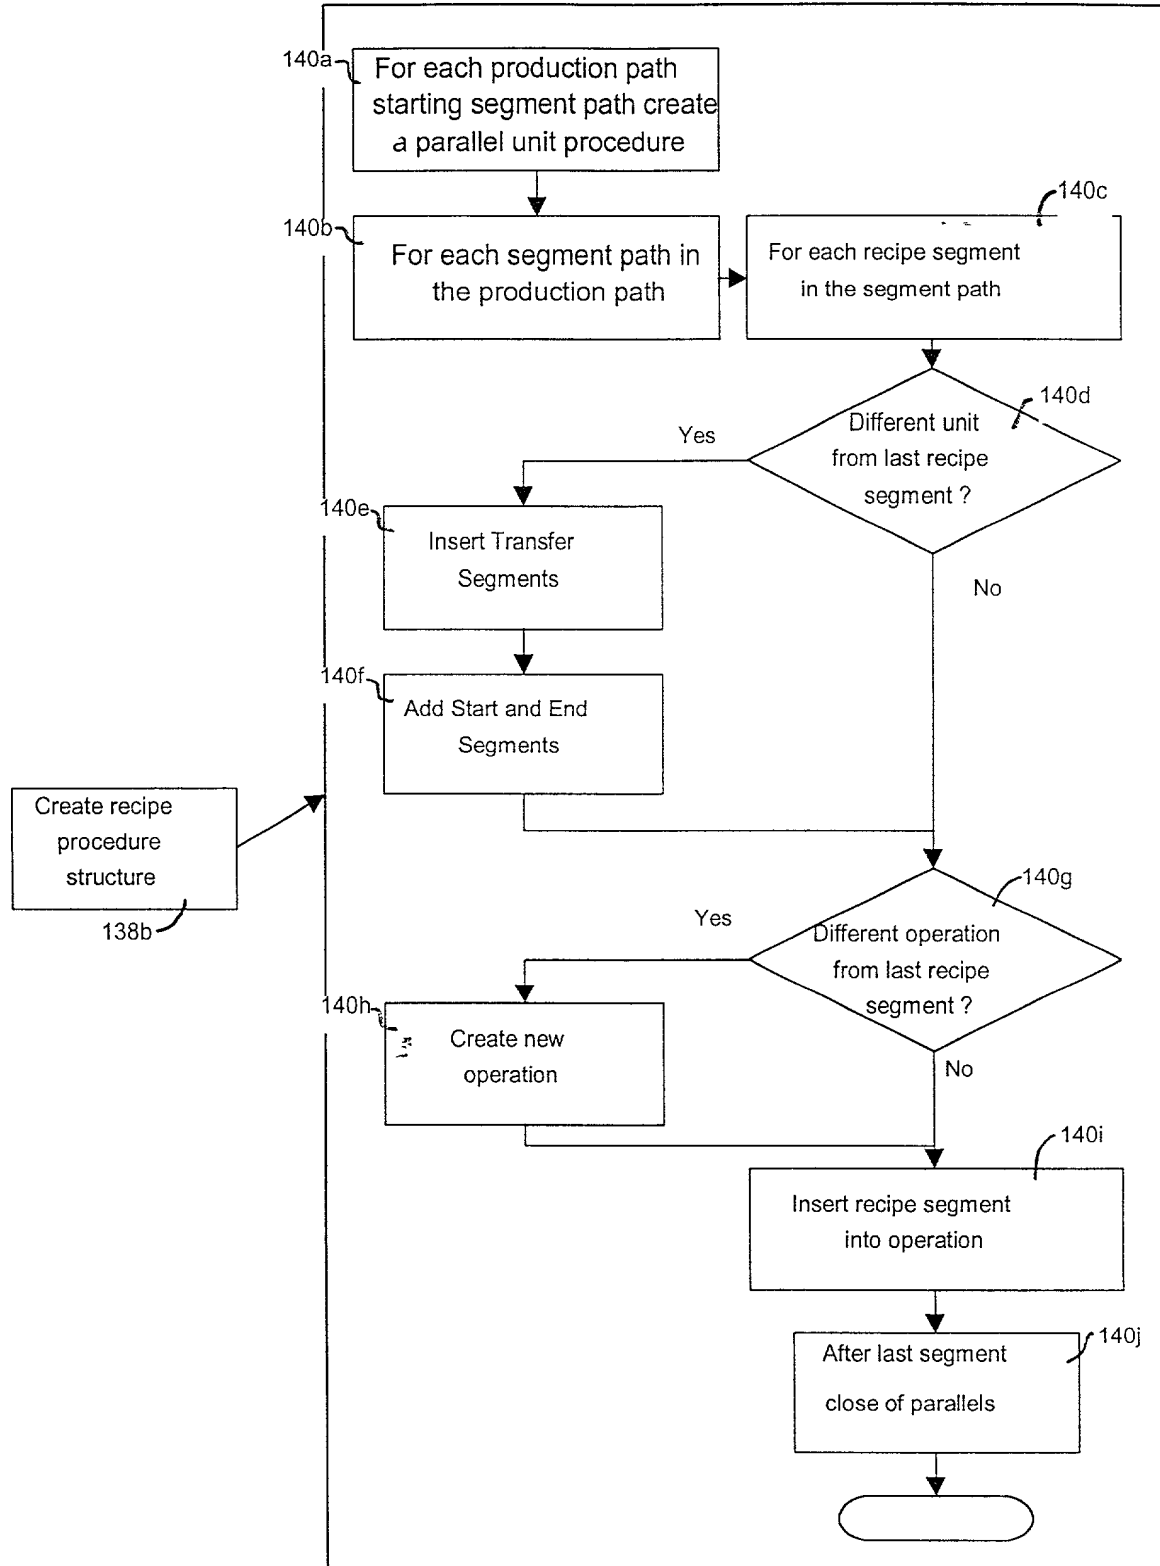 140a
For each production path
starting segment path create
a parallel unit procedure
140b
For each segment path in
the production path
140c
For each recipe segment
in the segment path
140d
Different unit
from last recipe
segment ?
Yes
No
140e
Insert Transfer
Segments
140f
Add Start and End
Segments
Create recipe
procedure
structure
138b
140g
Different operation
from last recipe
segment ?
Yes
No
140h
Create new
operation
140i
Insert recipe segment
into operation
140j
After last segment
close of parallels